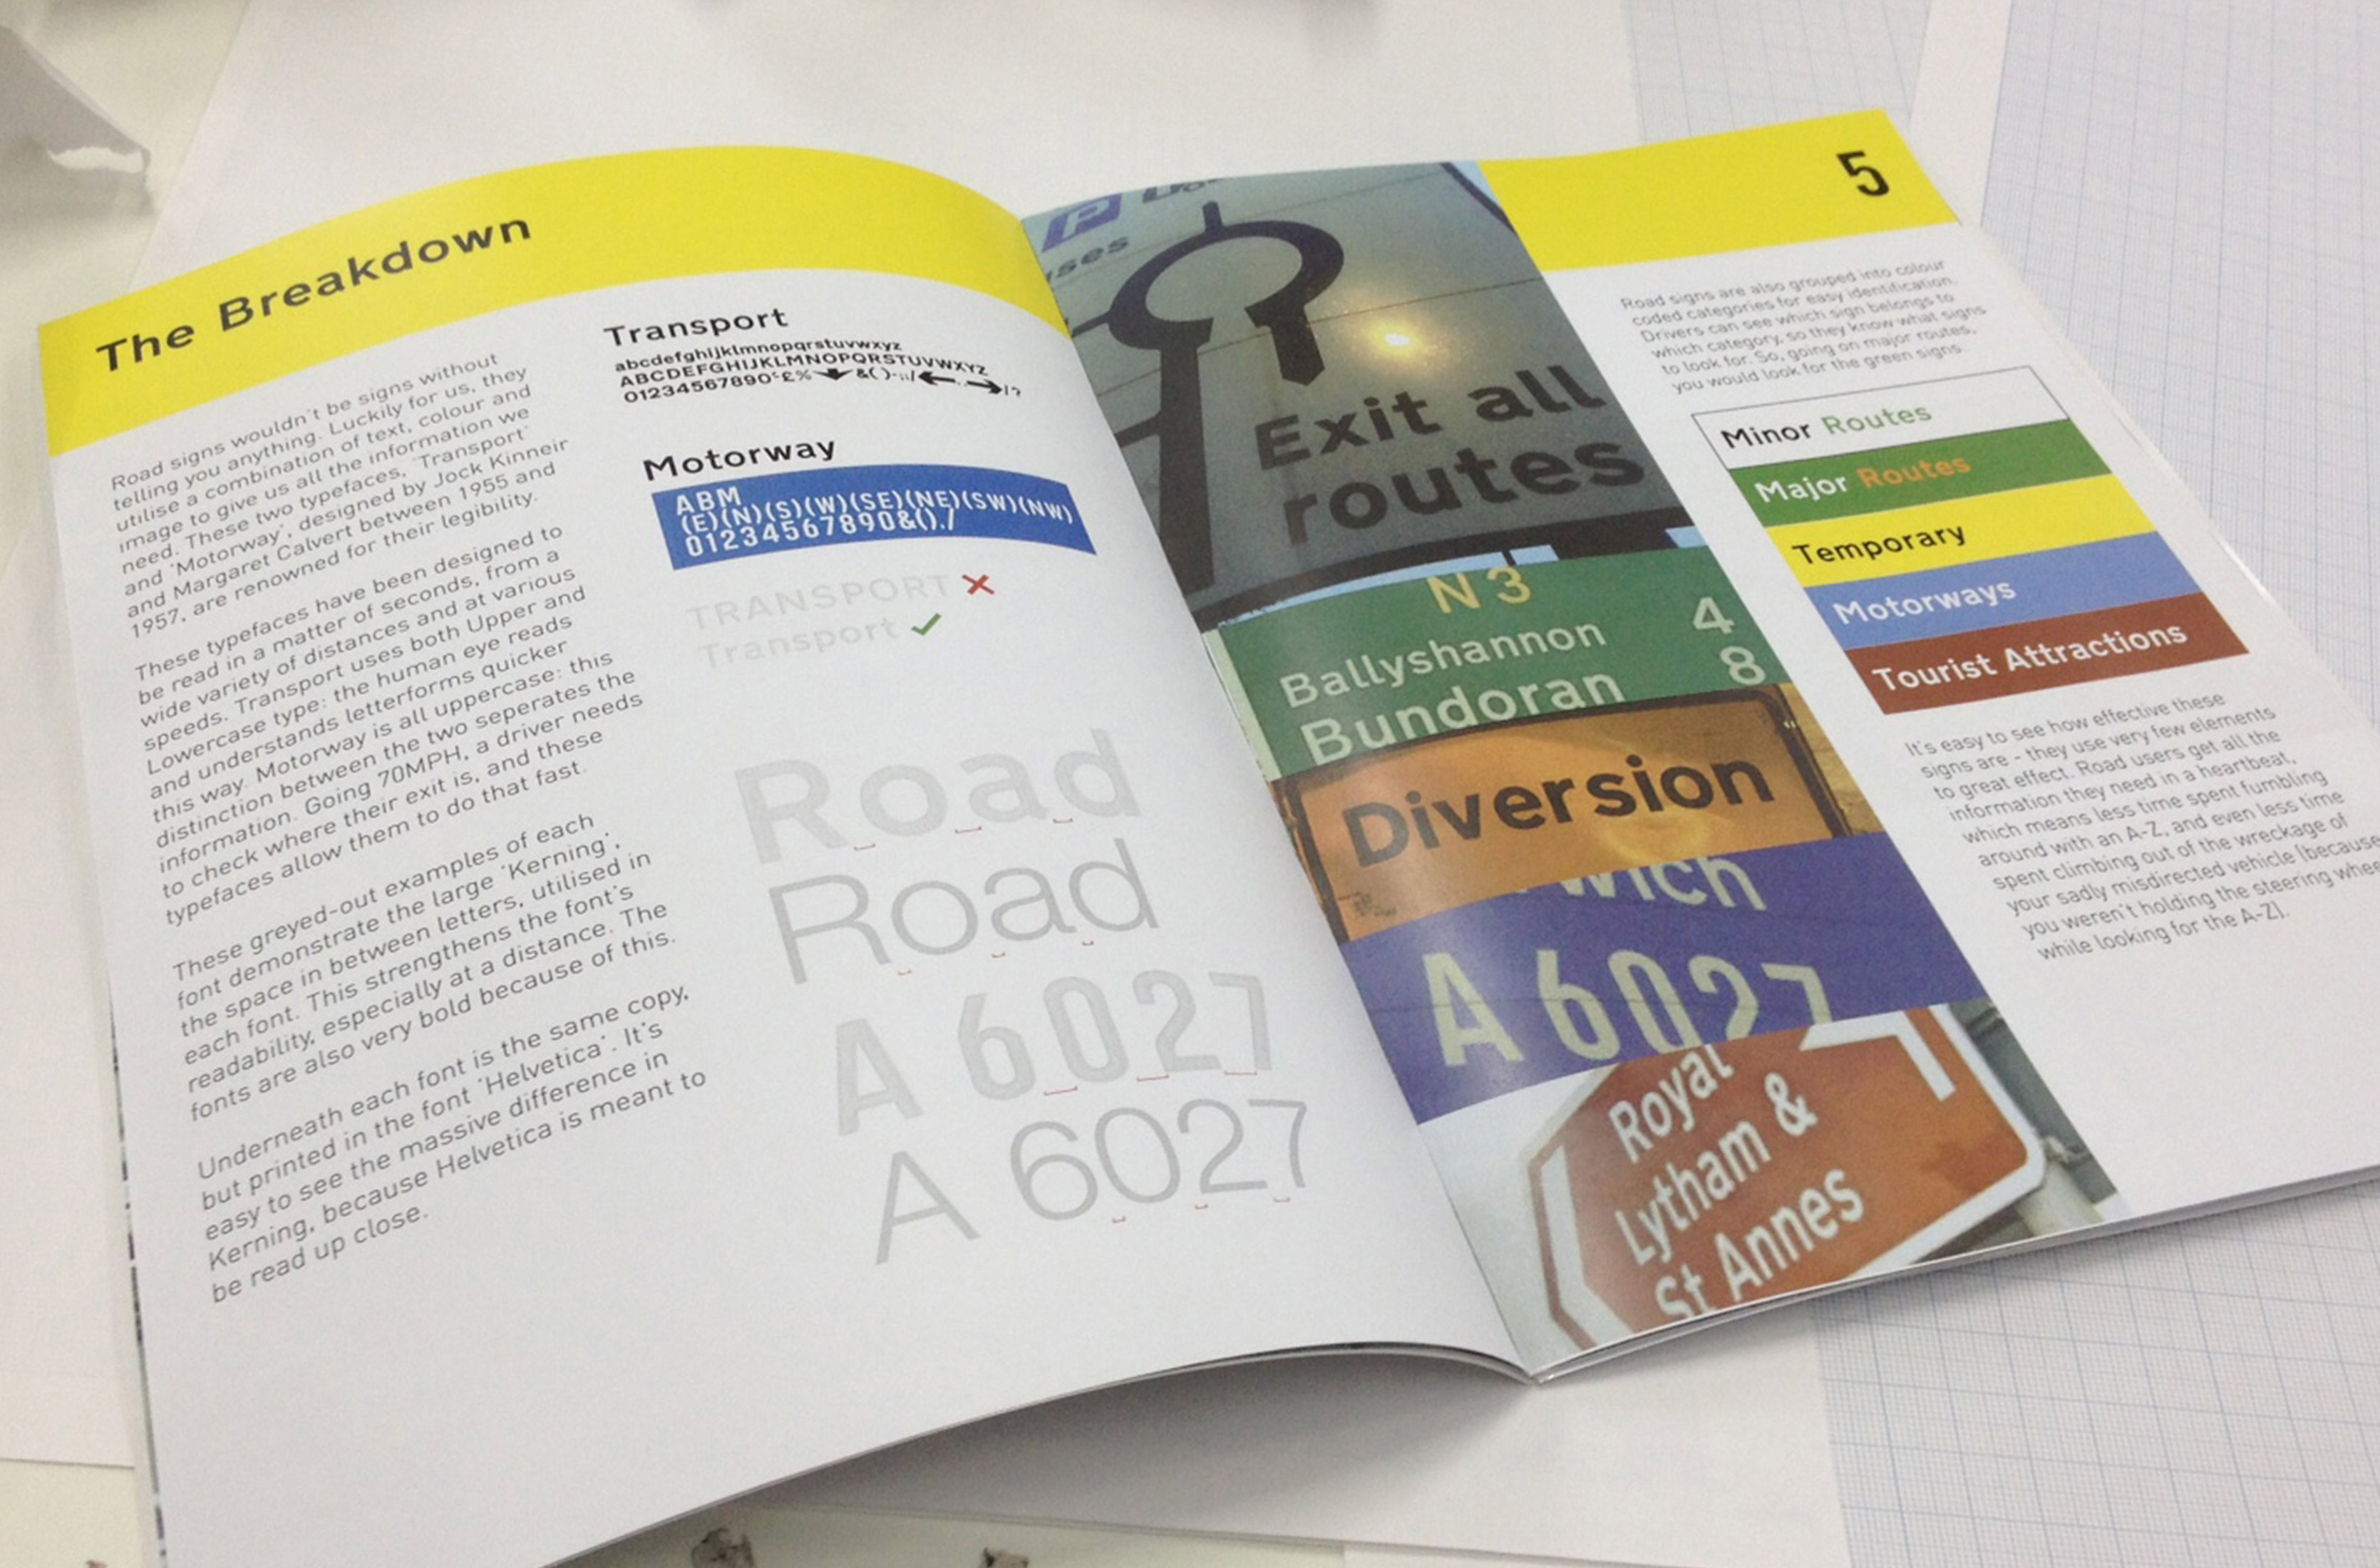 The Breakdown
Road signs wouldn't be signs without
telling you anything. Luckily for us, they
utilise a combination of text, colour and
image to give us all the information we
need. These two typefaces, 'Transport'
and 'Motorway', designed by Jock Kinneir
and Margaret Calvert between 1955 and
1957, are renowned for their legibility.
These typefaces have been designed to
be read in a matter of seconds, from a
wide variety of distances and at various
speeds. Transport uses both Upper and
Lowercase type: the human eye reads
and understands letterforms quicker
this way. Motorway is all uppercase: this
distinction between the two seperates the
information. Going 70MPH, a driver needs
to check where their exit is, and these
typefaces allow them to do that fast.
These greyed-out examples of each
font demonstrate the large 'Kerning',
the space in between letters, utilised in
each font. This strengthens the font's
readability, especially at a distance. The
fonts are also very bold because of this.
Underneath each font is the same copy,
but printed in the font 'Helvetica'. It's
easy to see the massive difference in
Kerning, because Helvetica is meant to
be read up close.
Transport
abcdefghijklmnopqrstuvwxyz
ABCDEFGHIJKLMNOPQRSTUVWXYZ
01234567890'£% &( )-;:/ , !?
Motorway
ABM
(E)(N)(S)(W)(SE)(NE)(SW)(NW)
01234567890&()./
TRANSPORT
Transport
Road
Road
A 6027
A 6027
P
Exit all
routes
N 3
Ballyshannon 4
Bundoran 8
Diversion
wich
A 6027
Royal
Lytham &
St Annes
5
Road signs are also grouped into colour
coded categories for easy identification.
Drivers can see which sign belongs to
which category, so they know what signs
to look for. So, going on major routes,
you would look for the green signs.
Minor Routes
Major Routes
Temporary
Motorways
Tourist Attractions
It's easy to see how effective these
signs are - they use very few elements
to great effect. Road users get all the
information they need in a heartbeat,
which means less time spent fumbling
around with an A-Z, and even less time
spent climbing out of the wreckage of
your sadly misdirected vehicle (because
you weren't holding the steering wheel
while looking for the A-Z).